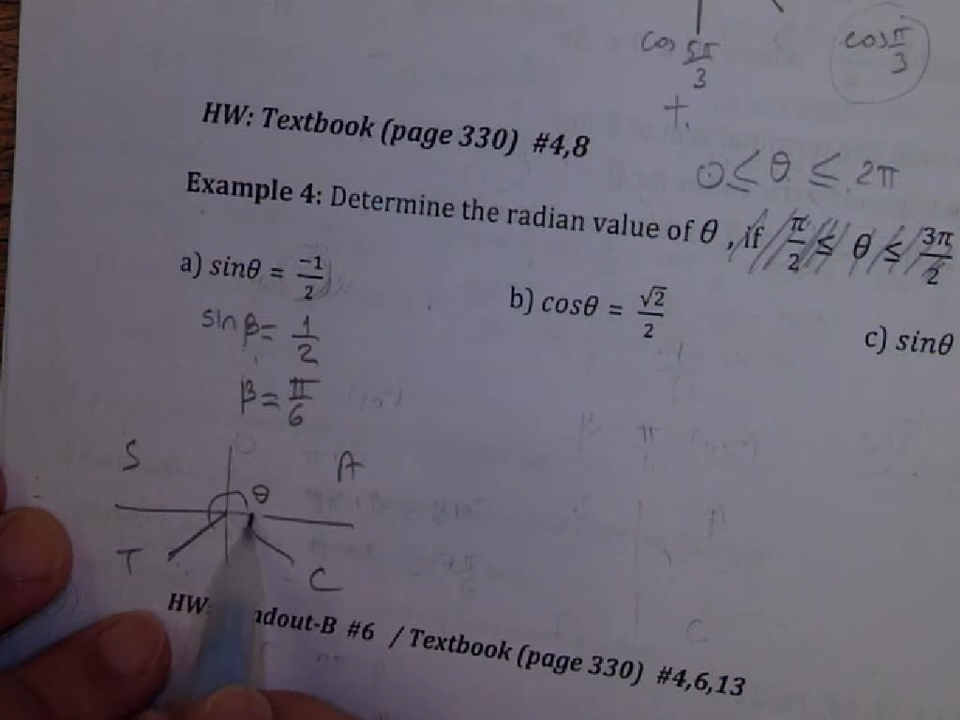 cos 5π/3
cos π/3
+
HW: Textbook (page 330) #4,8
0 ≤ θ ≤ 2π
Example 4: Determine the radian value of θ , if π/2 ≤ θ ≤ 3π/2
a) sinθ = -1/2
b) cosθ = √2/2
c) sinθ
sin β = 1/2
β = π/6
S
A
θ
T
C
HW: ndout-B #6 / Textbook (page 330) #4,6,13